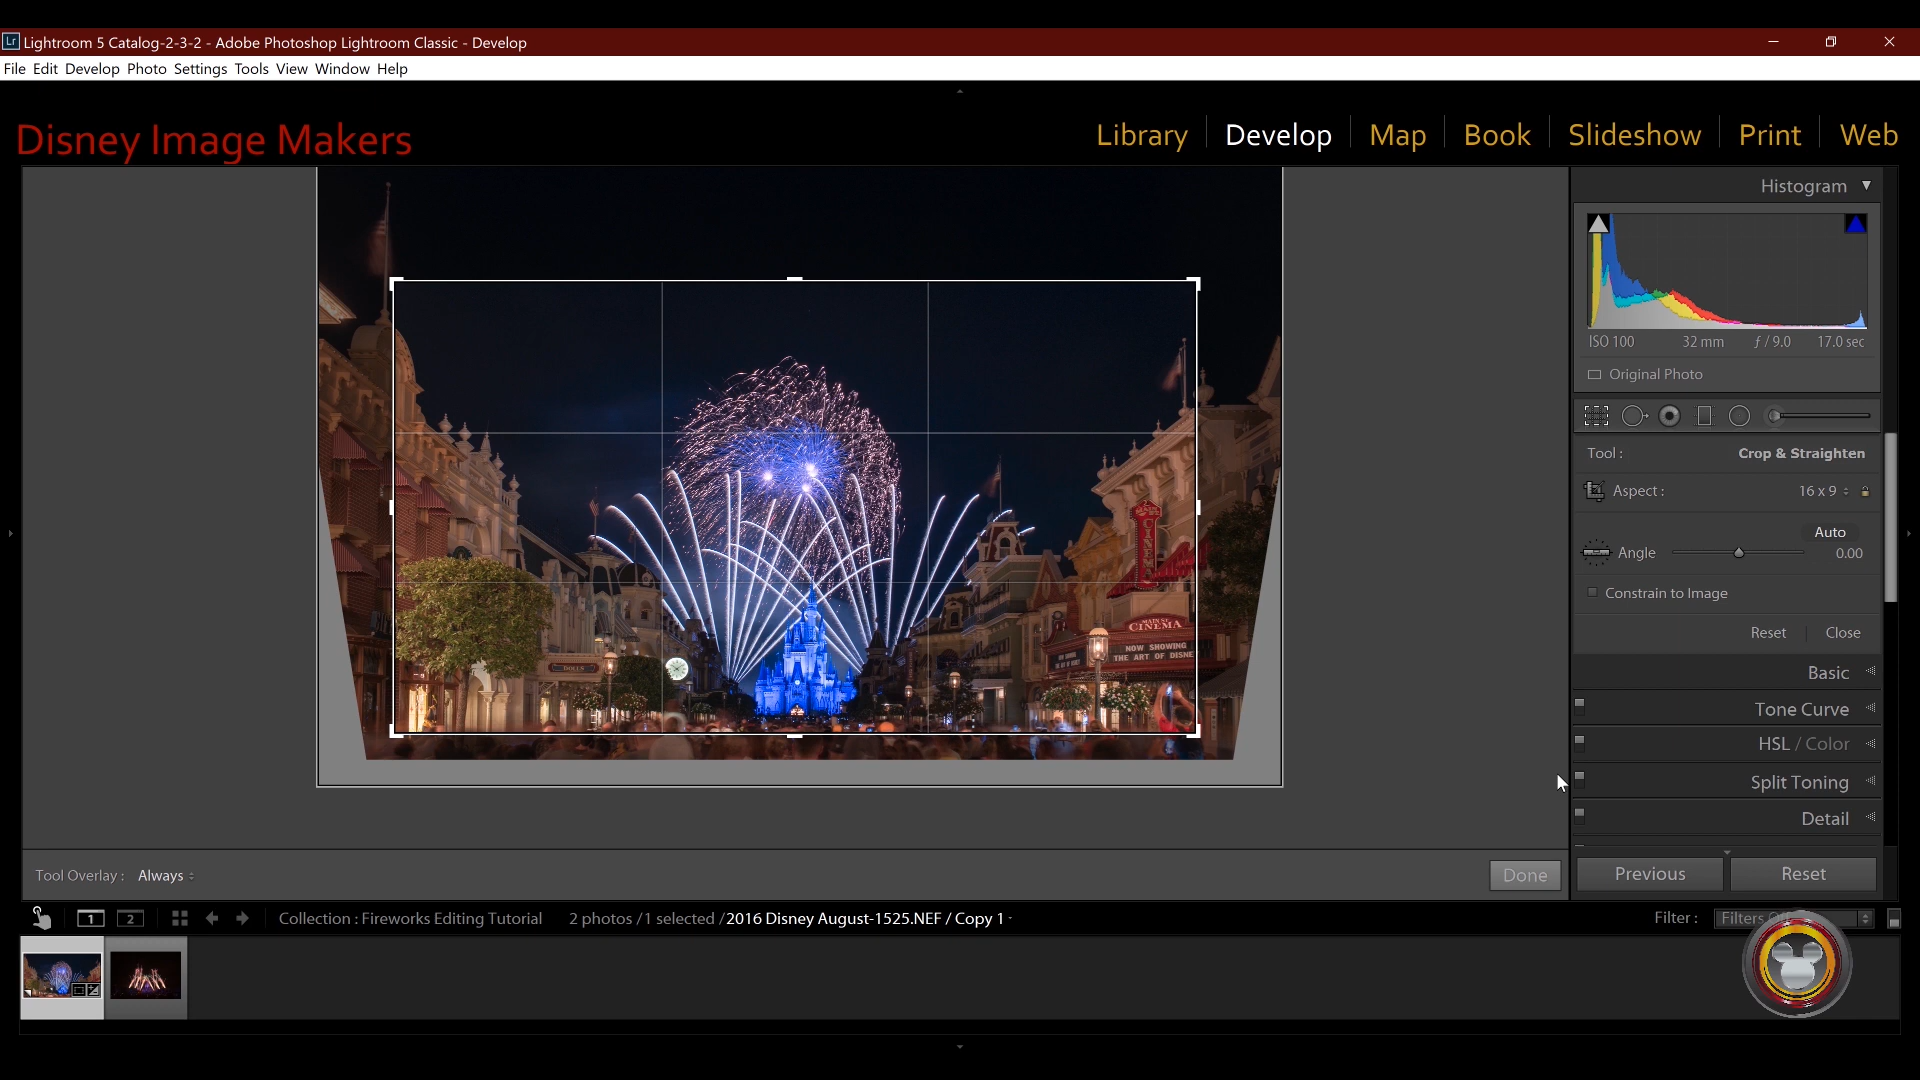 Lr Lightroom 5 Catalog-2-3-2 - Adobe Photoshop Lightroom Classic - Develop
File Edit Develop Photo Settings Tools View Window Help
Disney Image Makers
Library Develop Map Book Slideshow Print Web
Histogram
ISO 100 32 mm ƒ / 9.0 17.0 sec
Original Photo
Tool : Crop & Straighten
Aspect : 16 x 9
Auto
Angle 0.00
Constrain to Image
Reset Close
Basic
Tone Curve
HSL / Color
Split Toning
Detail
CINEMA
MAIN ST
CINEMA
NOW SHOWING
THE ART OF DISNE
Tool Overlay : Always
Done
Previous Reset
1 2 Collection : Fireworks Editing Tutorial 2 photos / 1 selected / 2016 Disney August-1525.NEF / Copy 1
Filter : Filters